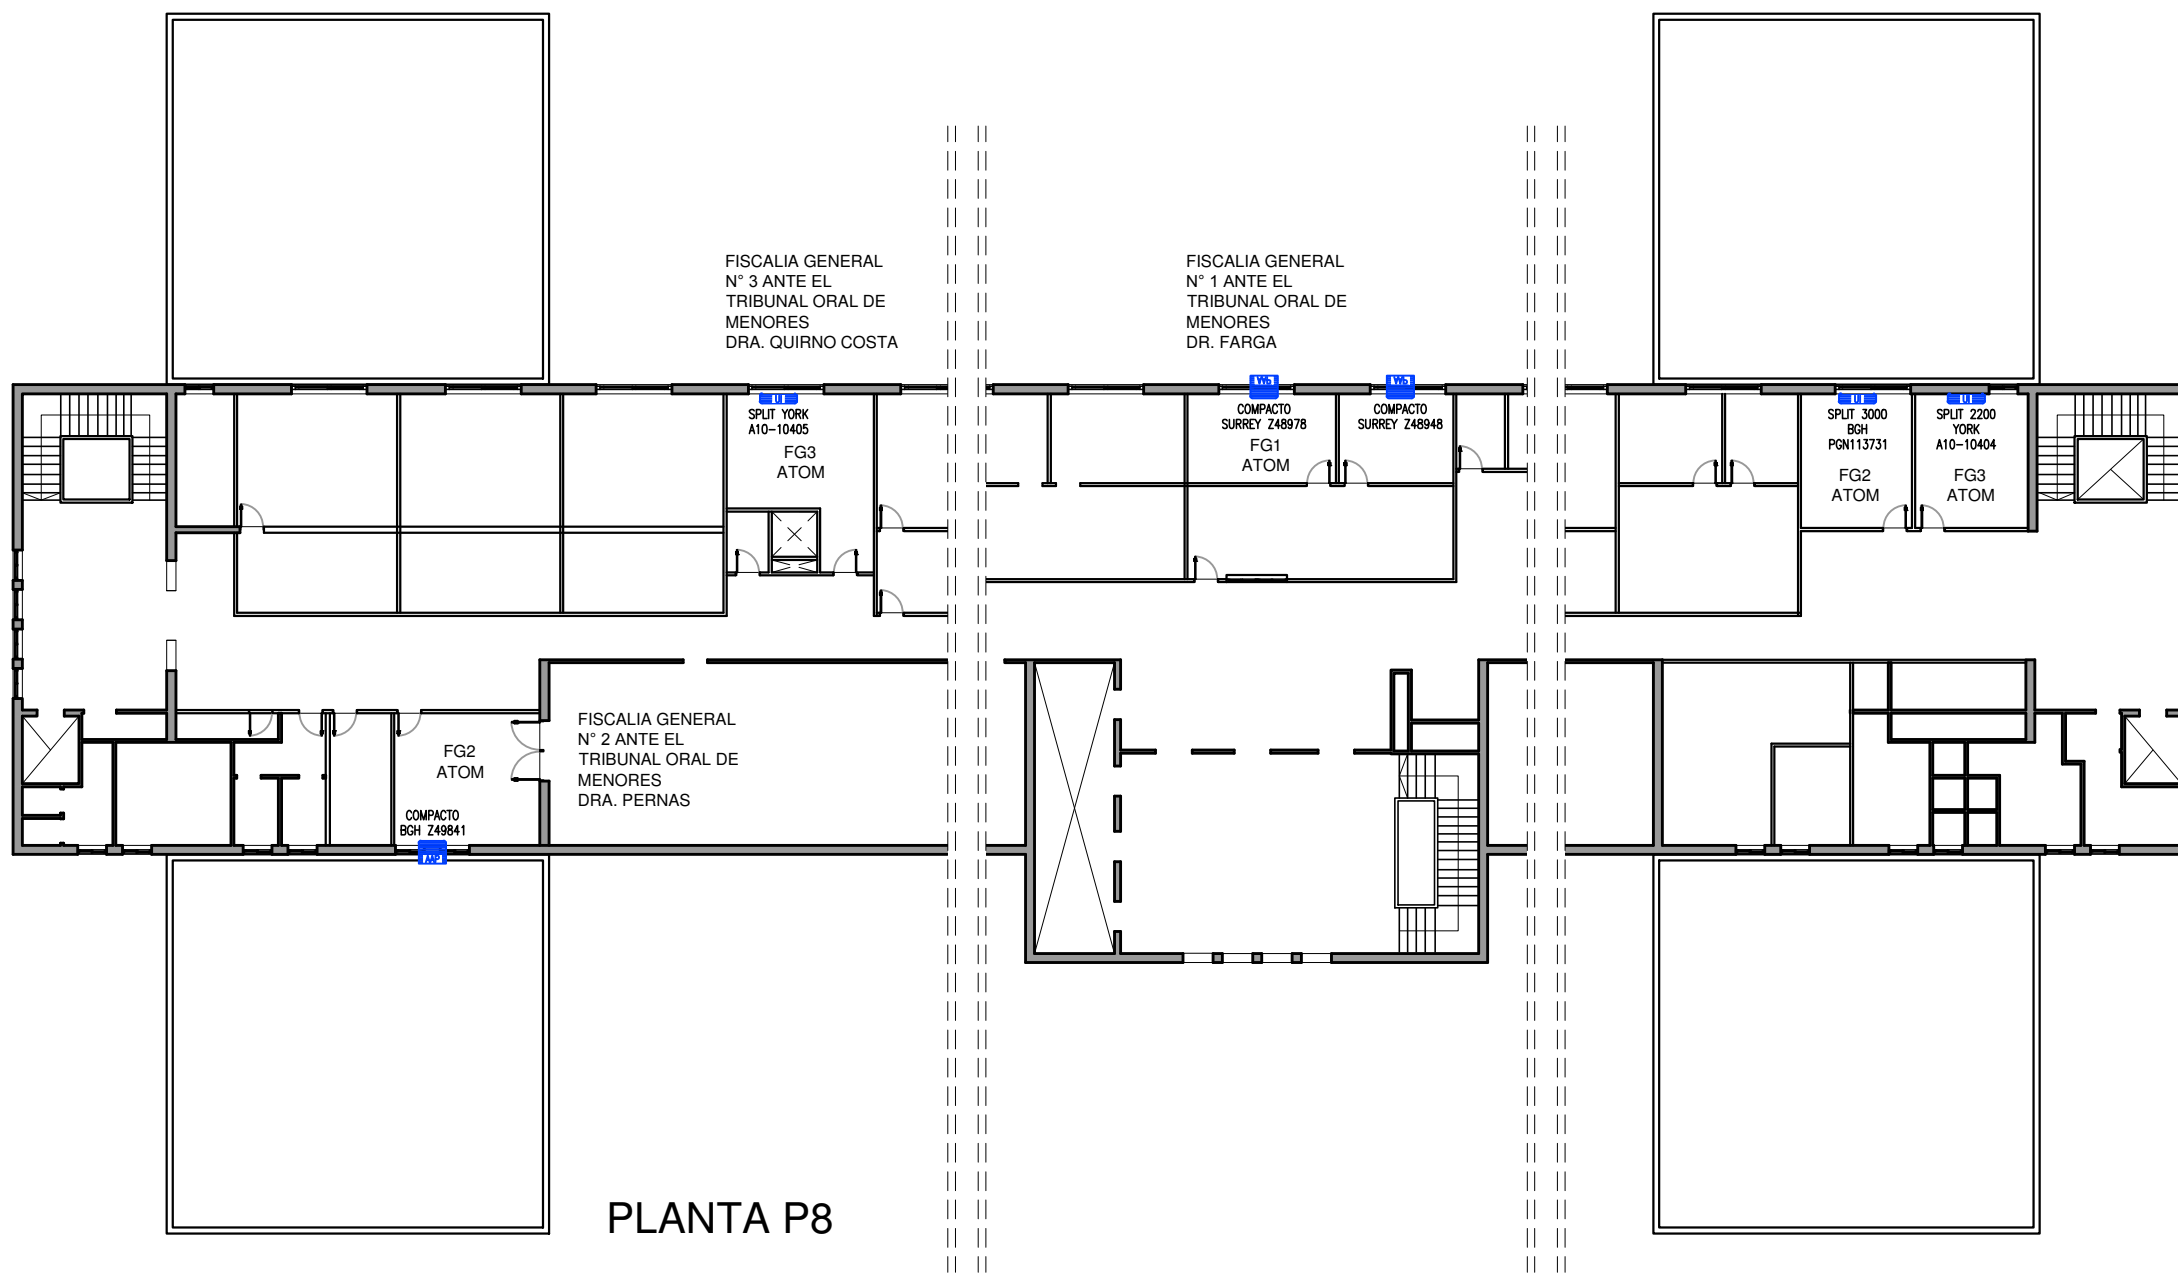 FISCALIA GENERAL
N° 3 ANTE EL
TRIBUNAL ORAL DE
MENORES
DRA. QUIRNO COSTA
FISCALIA GENERAL
N° 1 ANTE EL
TRIBUNAL ORAL DE
MENORES
DR. FARGA
UI
SPLIT YORK
A10-10405
FG3
ATOM
COMPACTO
SURREY Z48978
FG1
ATOM
COMPACTO
SURREY Z48948
UI
SPLIT 3000
BGH
PGN113731
FG2
ATOM
UI
SPLIT 2200
YORK
A10-10404
FG3
ATOM
FG2
ATOM
COMPACTO
BGH Z49841
FISCALIA GENERAL
N° 2 ANTE EL
TRIBUNAL ORAL DE
MENORES
DRA. PERNAS
PLANTA P8